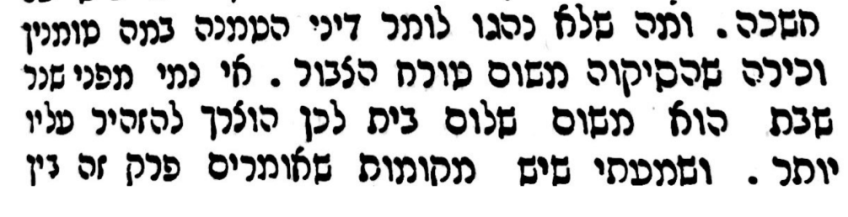 חשכה. ומה שלא נהגו לומר דיני הטמנה במה טומנין
וכירה שהסיקוה משום טורח הצבור. אי נמי מפני שנר
שבת הוא משום שלום בית לכן הוצרך להזהיר עליו
יותר. ושמעתי שיש מקומות שאומרים פרק זה בין